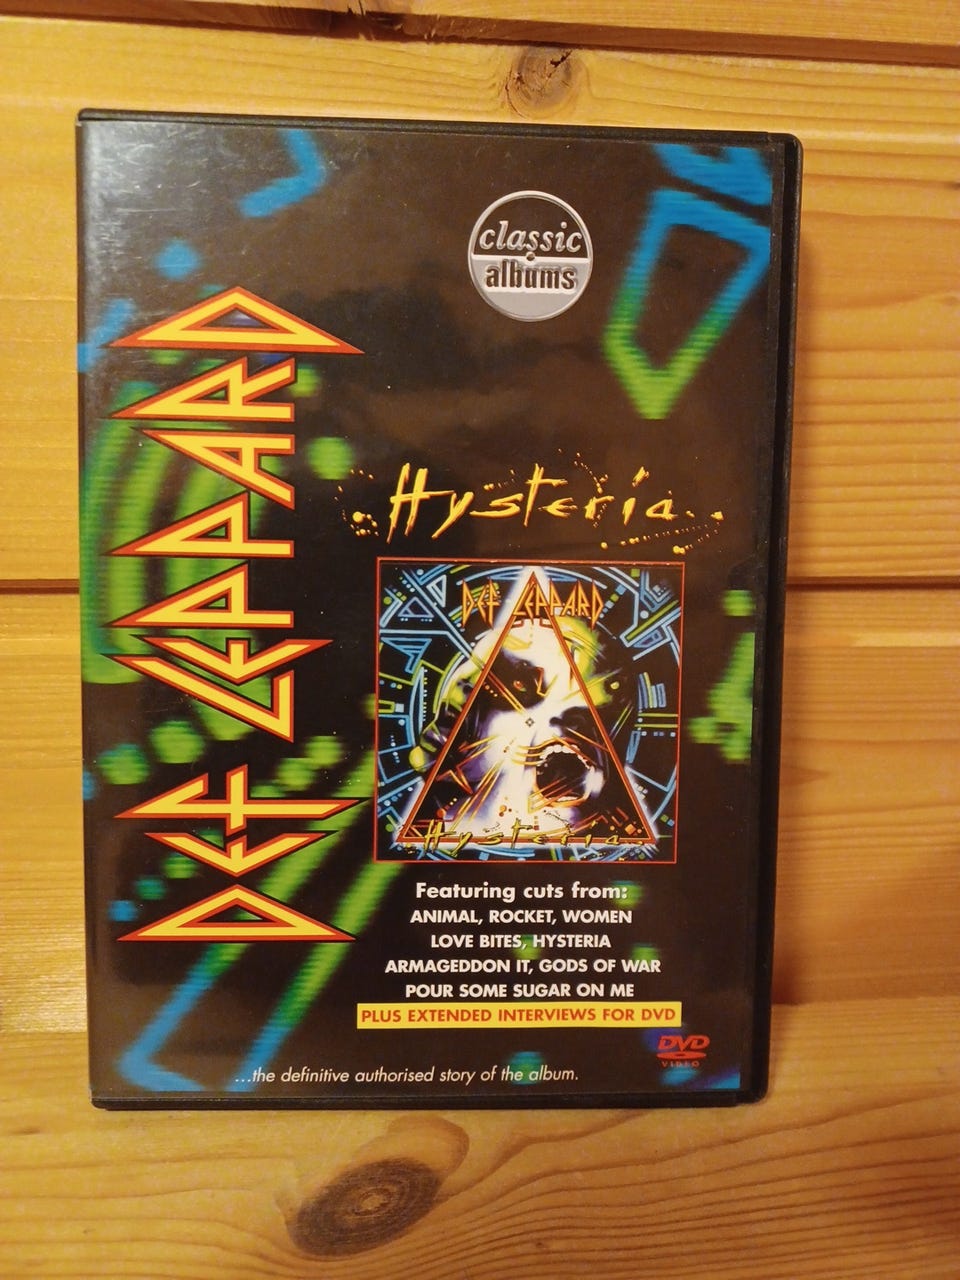 classic
albums
DEF LEPPARD
Hysteria
DEF LEPPARD
Hysteria
Featuring cuts from:
ANIMAL, ROCKET, WOMEN
LOVE BITES, HYSTERIA
ARMAGEDDON IT, GODS OF WAR
POUR SOME SUGAR ON ME
PLUS EXTENDED INTERVIEWS FOR DVD
DVD
VIDEO
...the definitive authorised story of the album.